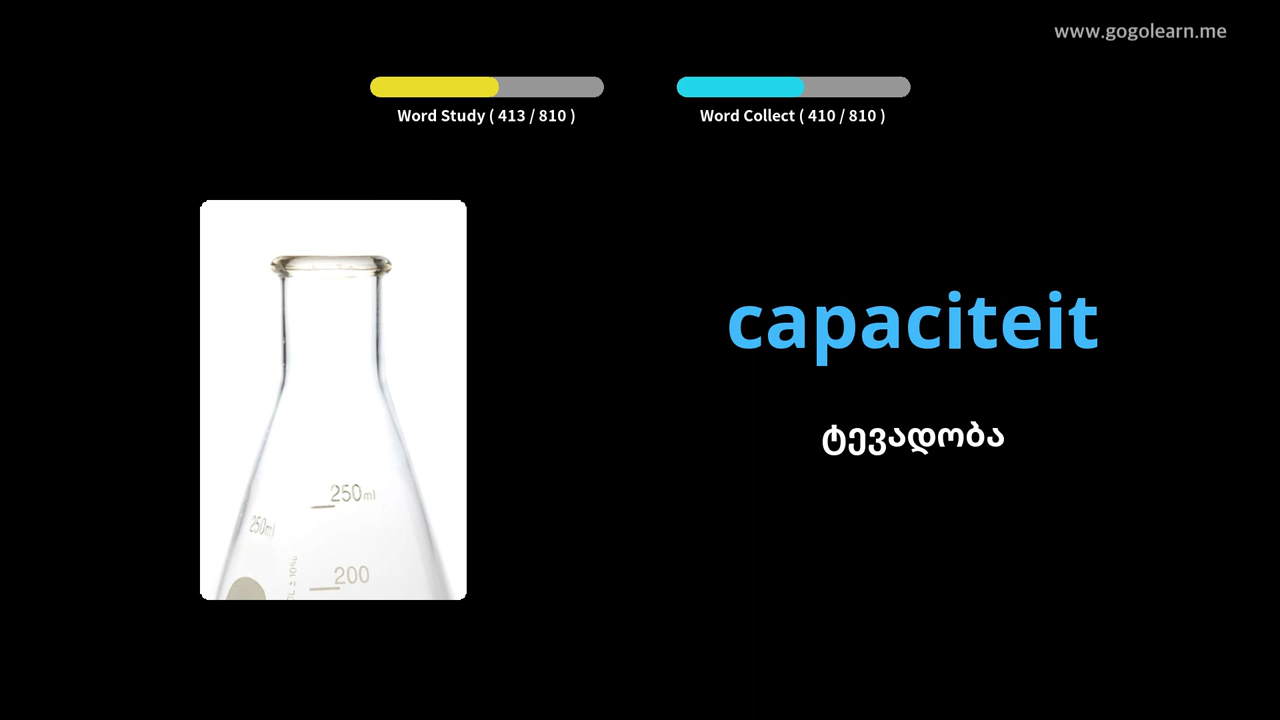 www.gogolearn.me
Word Study ( 413 / 810 )
Word Collect ( 410 / 810 )
capaciteit
ტევადობა
250ml
250ml
200